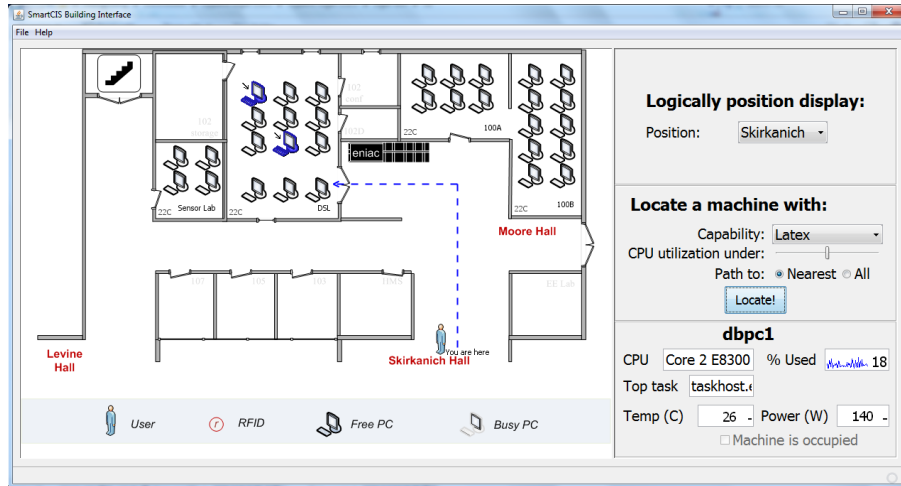 SmartCIS Building Interface
File Help
102
storage
102
conf
102D
22C
100A
eniac
22C
Sensor Lab
22C
DSL
22C
100B
Moore Hall
107
105
103
HMS
EE Lab
Levine
Hall
You are here
Skirkanich Hall
User
r
RFID
Free PC
Busy PC
Logically position display:
Position: Skirkanich
Locate a machine with:
Capability: Latex
CPU utilization under:
Path to: Nearest All
Locate!
dbpc1
CPU Core 2 E8300 % Used 18
Top task taskhost.e
Temp (C) 26 Power (W) 140
Machine is occupied